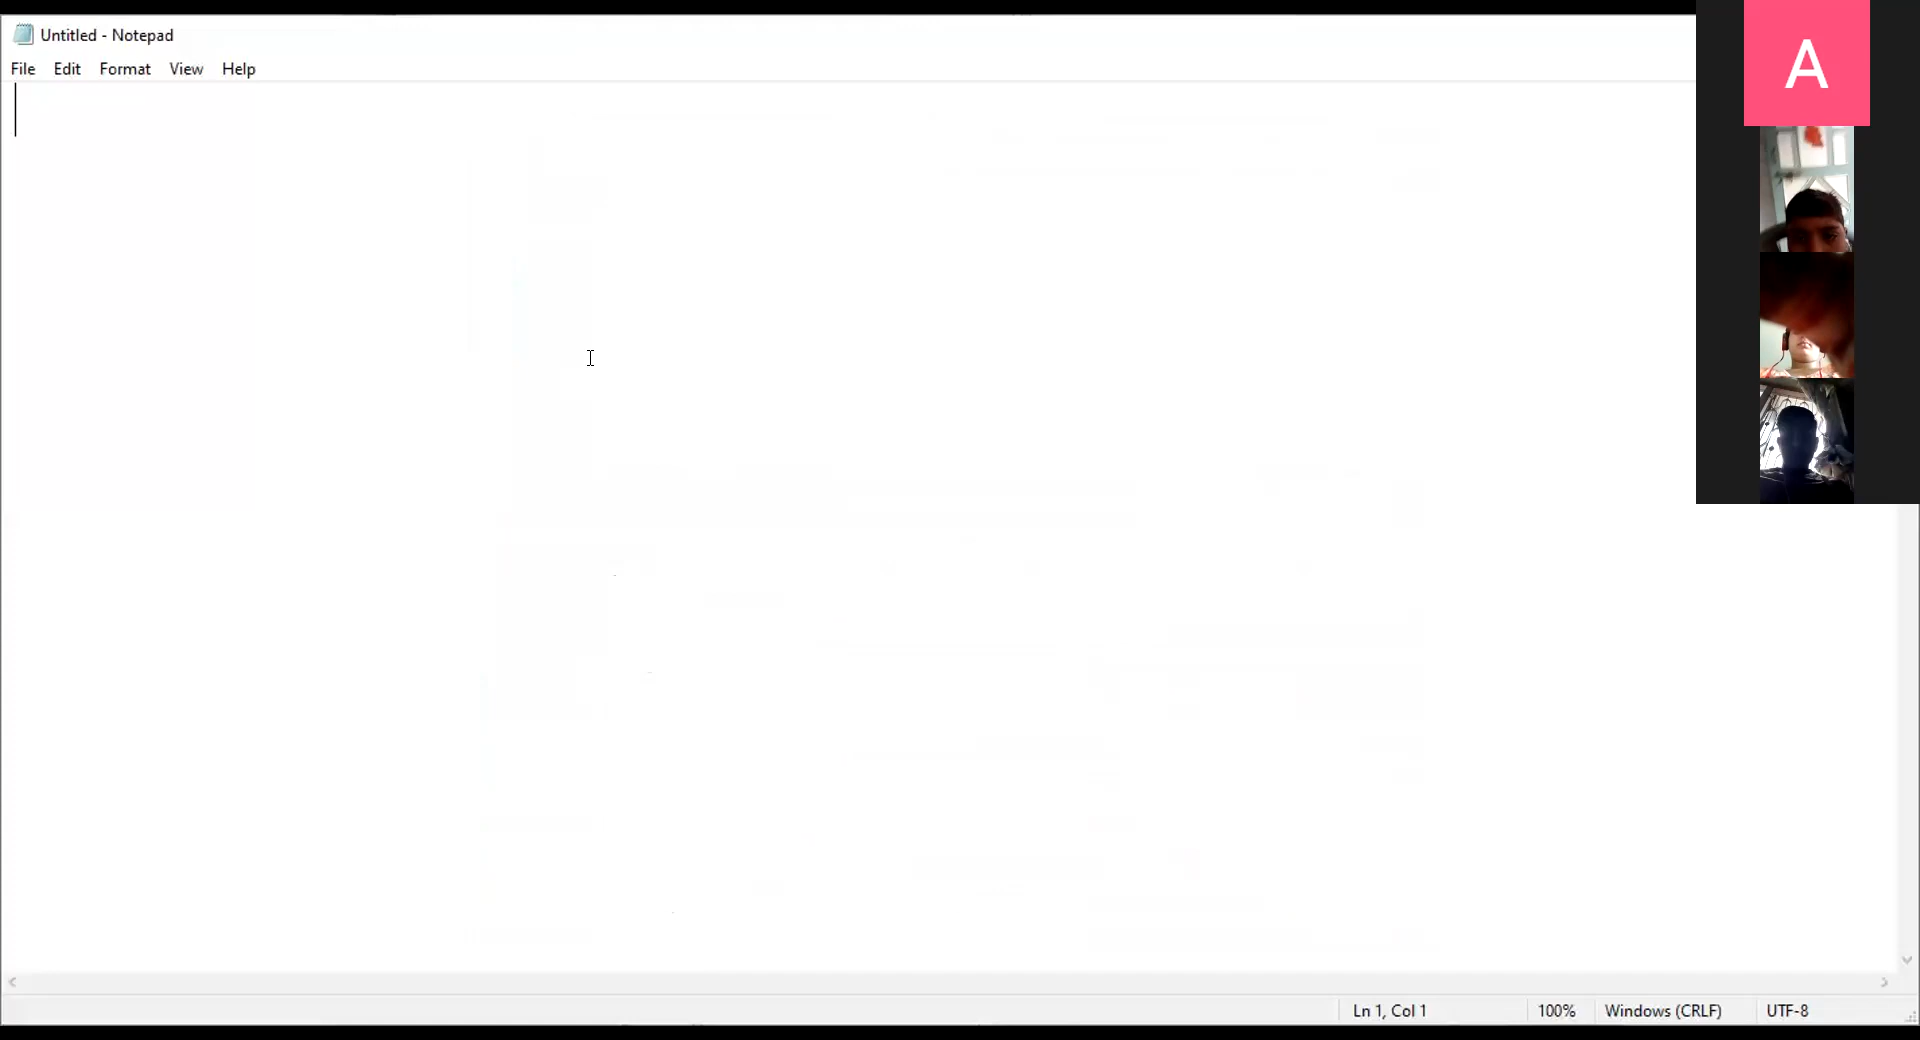 Untitled - Notepad
File Edit Format View Help
A
Ln 1, Col 1 100% Windows (CRLF) UTF-8